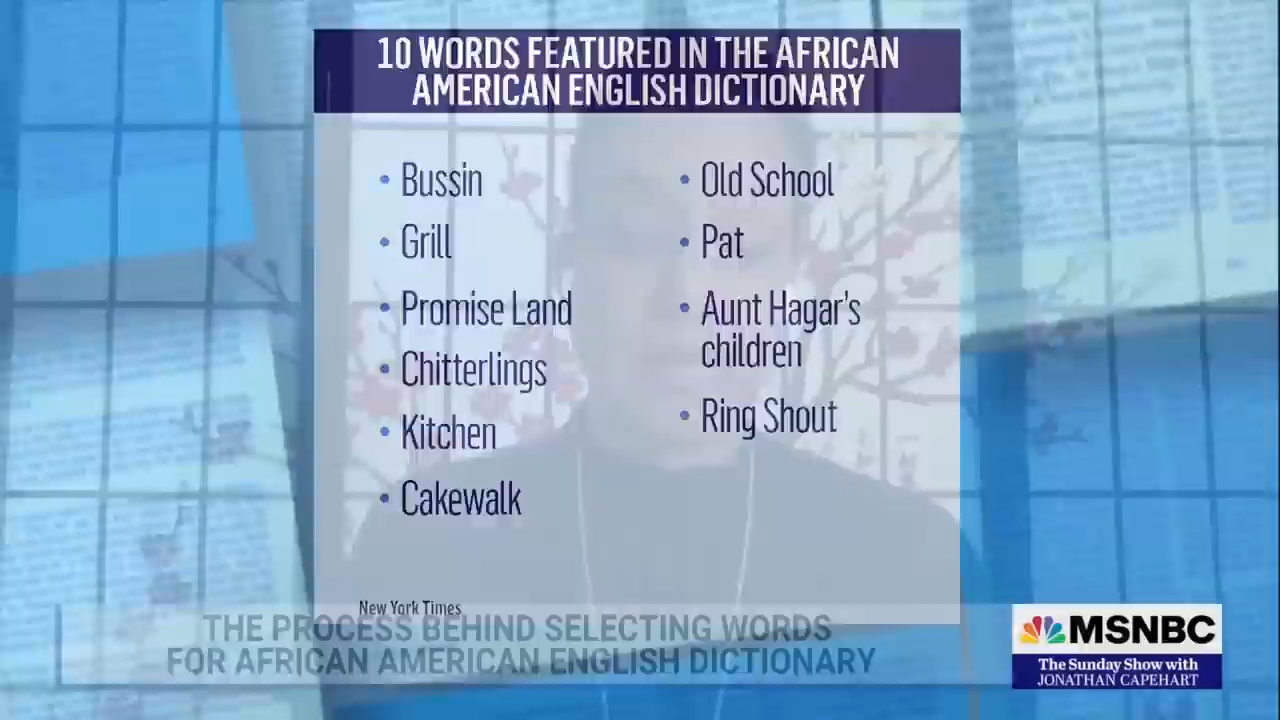 10 WORDS FEATURED IN THE AFRICAN
AMERICAN ENGLISH DICTIONARY
• Bussin
• Grill
• Promise Land
• Chitterlings
• Kitchen
• Cakewalk
• Old School
• Pat
• Aunt Hagar's
children
• Ring Shout
New York Times
THE PROCESS BEHIND SELECTING WORDS
FOR AFRICAN AMERICAN ENGLISH DICTIONARY
MSNBC
The Sunday Show with
JONATHAN CAPEHART